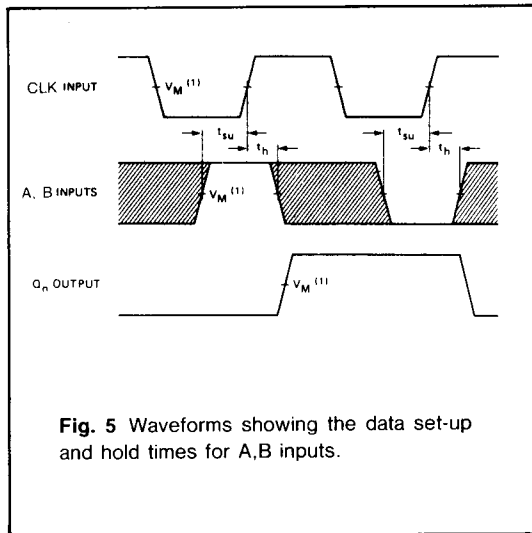 CLK INPUT
VM(1)
tsu
th
tsu
th
A, B INPUTS
VM(1)
Qn OUTPUT
VM(1)
Fig. 5 Waveforms showing the data set-up
and hold times for A,B inputs.